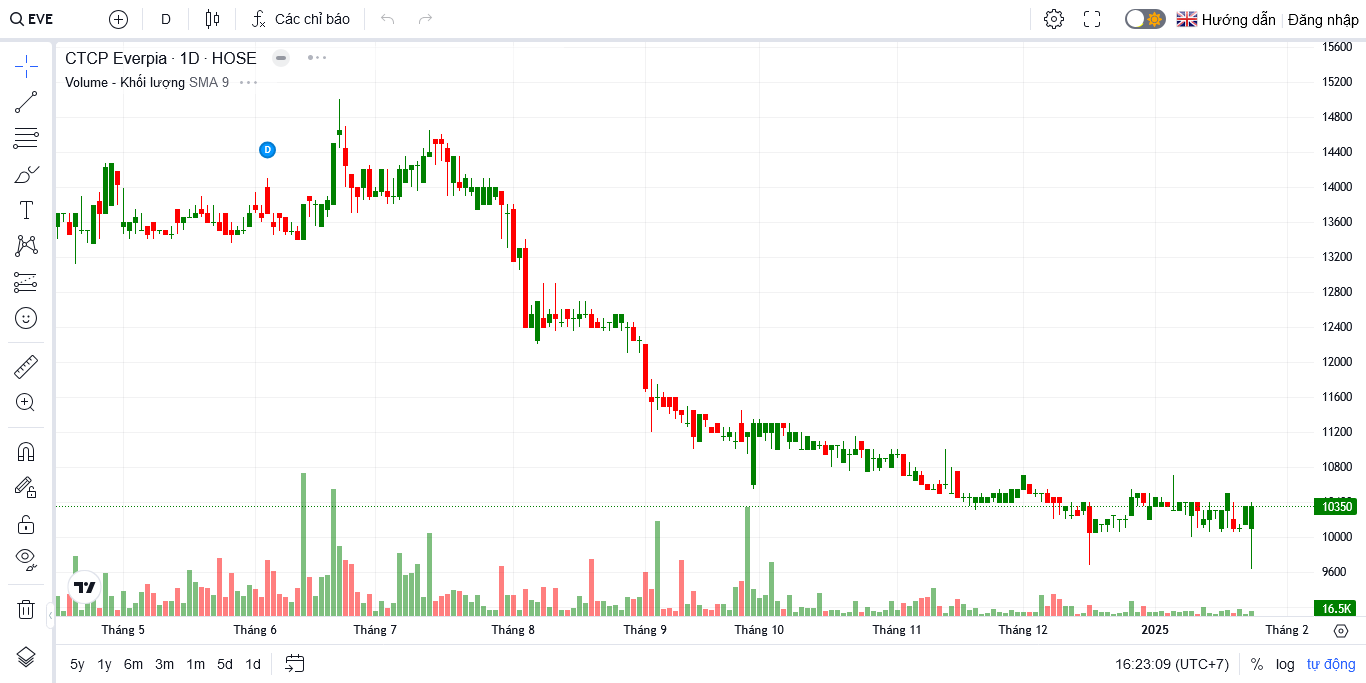 EVE D Các chỉ báo Hướng dẫn Đăng nhập
CTCP Everpia · 1D · HOSE
Volume - Khối lượng SMA 9
D
15600
15200
14800
14400
14000
13600
13200
12800
12400
12000
11600
11200
10800
10350
10000
9600
16.5K
Tháng 5 Tháng 6 Tháng 7 Tháng 8 Tháng 9 Tháng 10 Tháng 11 Tháng 12 2025 Tháng 2
5y 1y 6m 3m 1m 5d 1d 16:23:09 (UTC+7) % log tự động